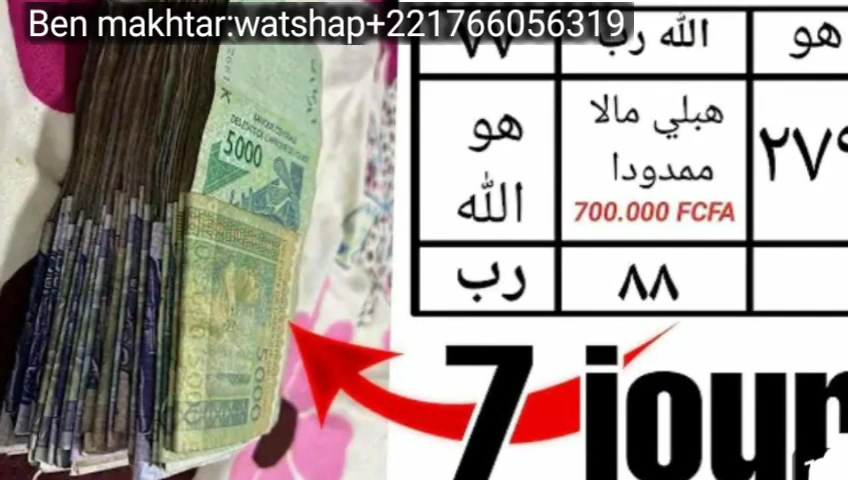 Ben makhtar:watshap+221766056319
٧٧
الله رب
هو
هو
الله
هبلي مالا
ممدودا
700.000 FCFA
رب
٨٨
7 jour
5000
5000